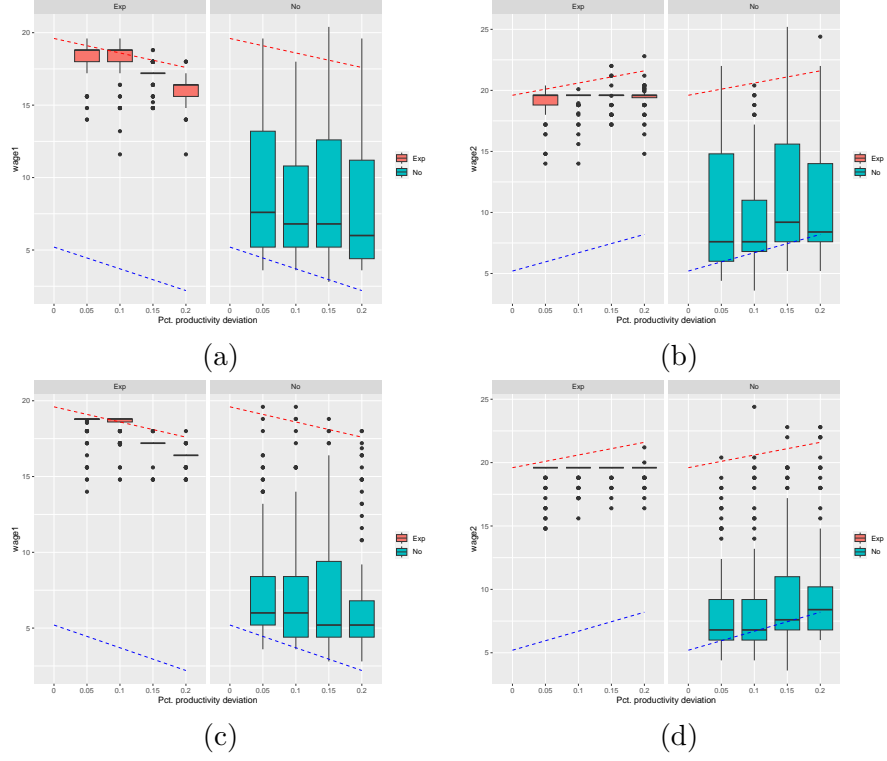 Exp No
wage1
20
15
10
5
0 0.05 0.1 0.15 0.2 0 0.05 0.1 0.15 0.2
Pct. productivity deviation
Exp
No
(a)
Exp No
wage2
25
20
15
10
5
0 0.05 0.1 0.15 0.2 0 0.05 0.1 0.15 0.2
Pct. productivity deviation
Exp
No
(b)
Exp No
wage1
20
15
10
5
0 0.05 0.1 0.15 0.2 0 0.05 0.1 0.15 0.2
Pct. productivity deviation
Exp
No
(c)
Exp No
wage2
25
20
15
10
5
0 0.05 0.1 0.15 0.2 0 0.05 0.1 0.15 0.2
Pct. productivity deviation
Exp
No
(d)